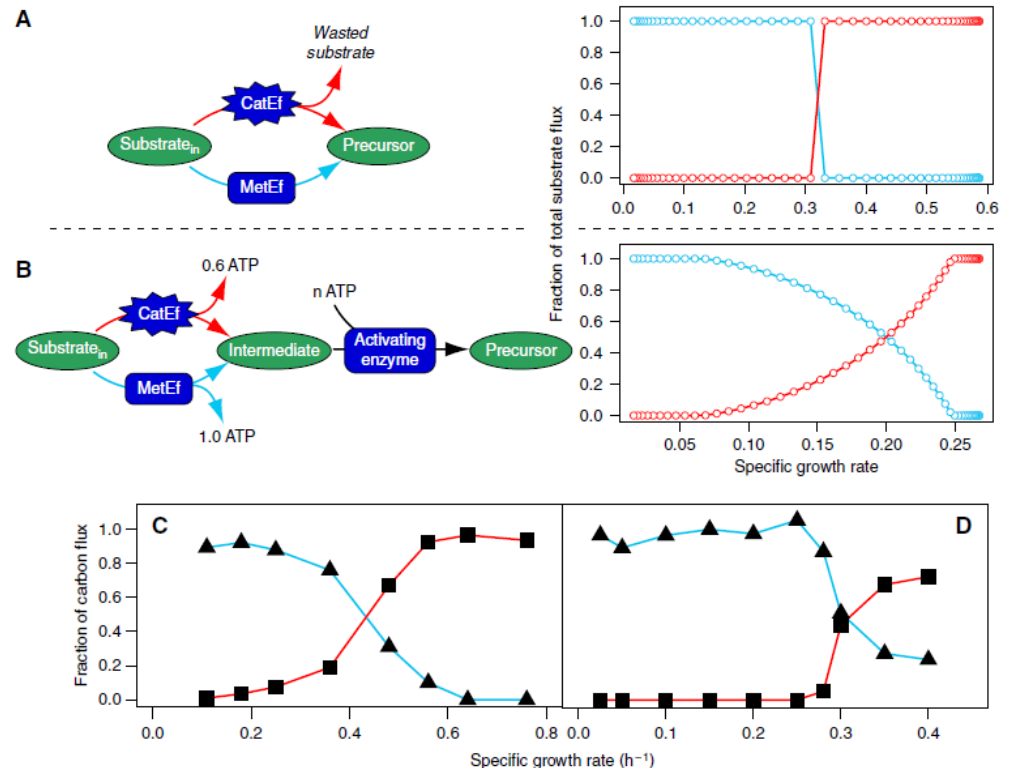 A
Wasted
substrate
CatEf
Substratein
Precursor
MetEf
1.0
0.8
0.6
0.4
0.2
0.0
0.0 0.1 0.2 0.3 0.4 0.5 0.6
Fraction of total substrate flux
B
0.6 ATP
CatEf
n ATP
Substratein
Intermediate
Activating
enzyme
Precursor
MetEf
1.0 ATP
1.0
0.8
0.6
0.4
0.2
0.0
0.05 0.10 0.15 0.20 0.25
Specific growth rate
Fraction of carbon flux
C
D
1.0
0.8
0.6
0.4
0.2
0.0
0.0 0.2 0.4 0.6 0.8
0.0 0.1 0.2 0.3 0.4
Specific growth rate (h⁻¹)